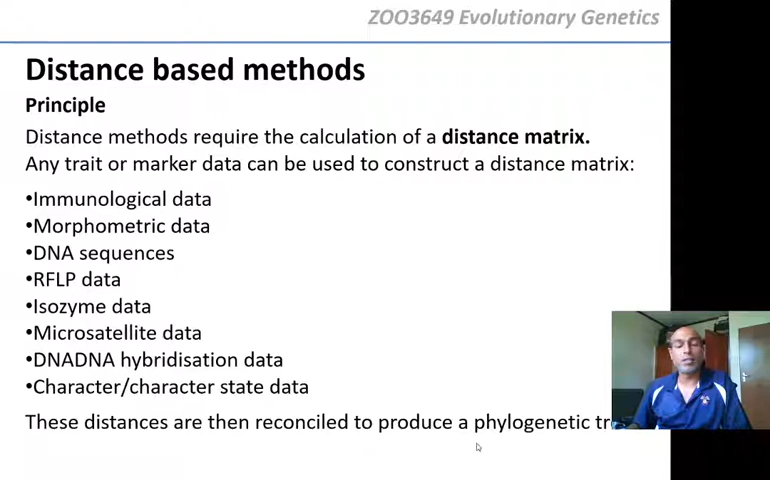 ZOO3649 Evolutionary Genetics
Distance based methods
Principle
Distance methods require the calculation of a distance matrix.
Any trait or marker data can be used to construct a distance matrix:
•Immunological data
•Morphometric data
•DNA sequences
•RFLP data
•Isozyme data
•Microsatellite data
•DNADNA hybridisation data
•Character/character state data
These distances are then reconciled to produce a phylogenetic